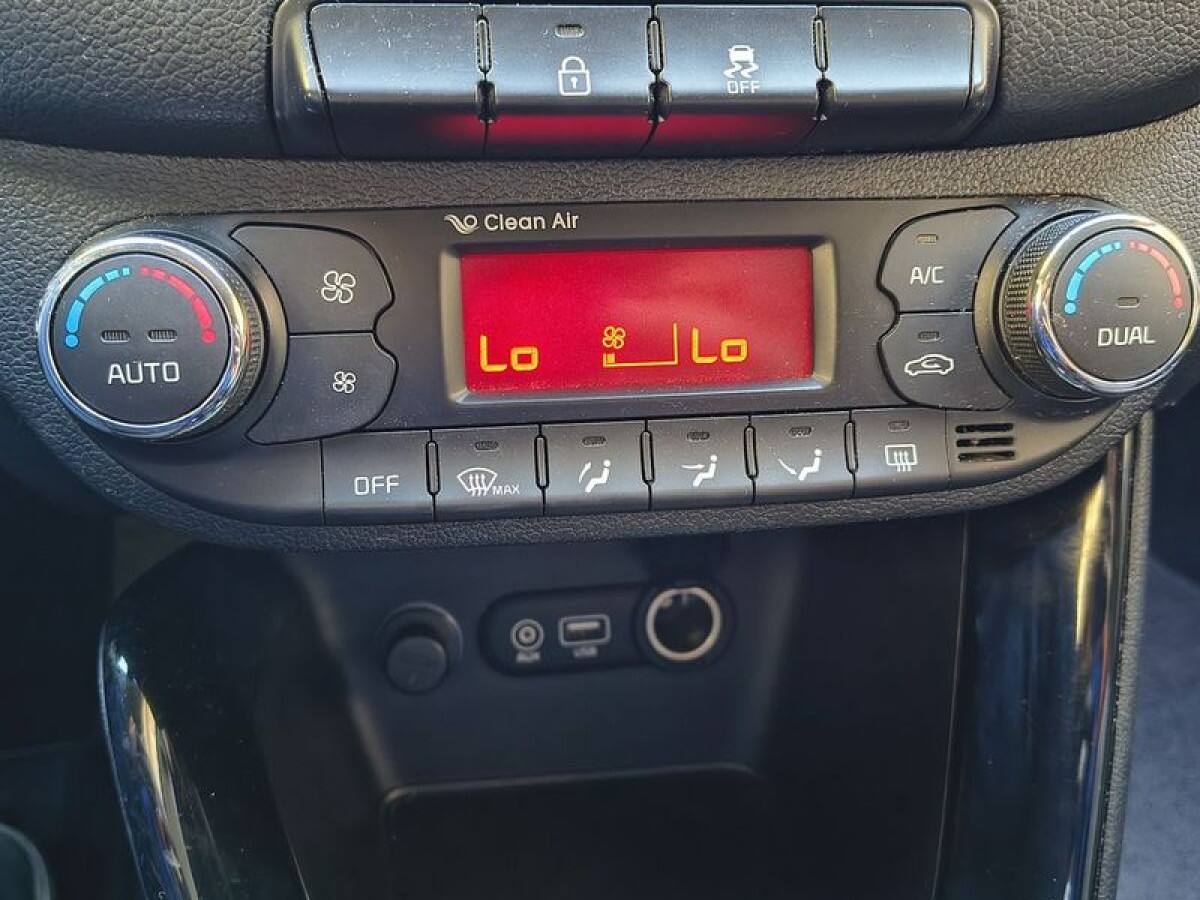 OFF
Clean Air
A/C
AUTO
Lo
Lo
DUAL
OFF
MAX
AUX
USB